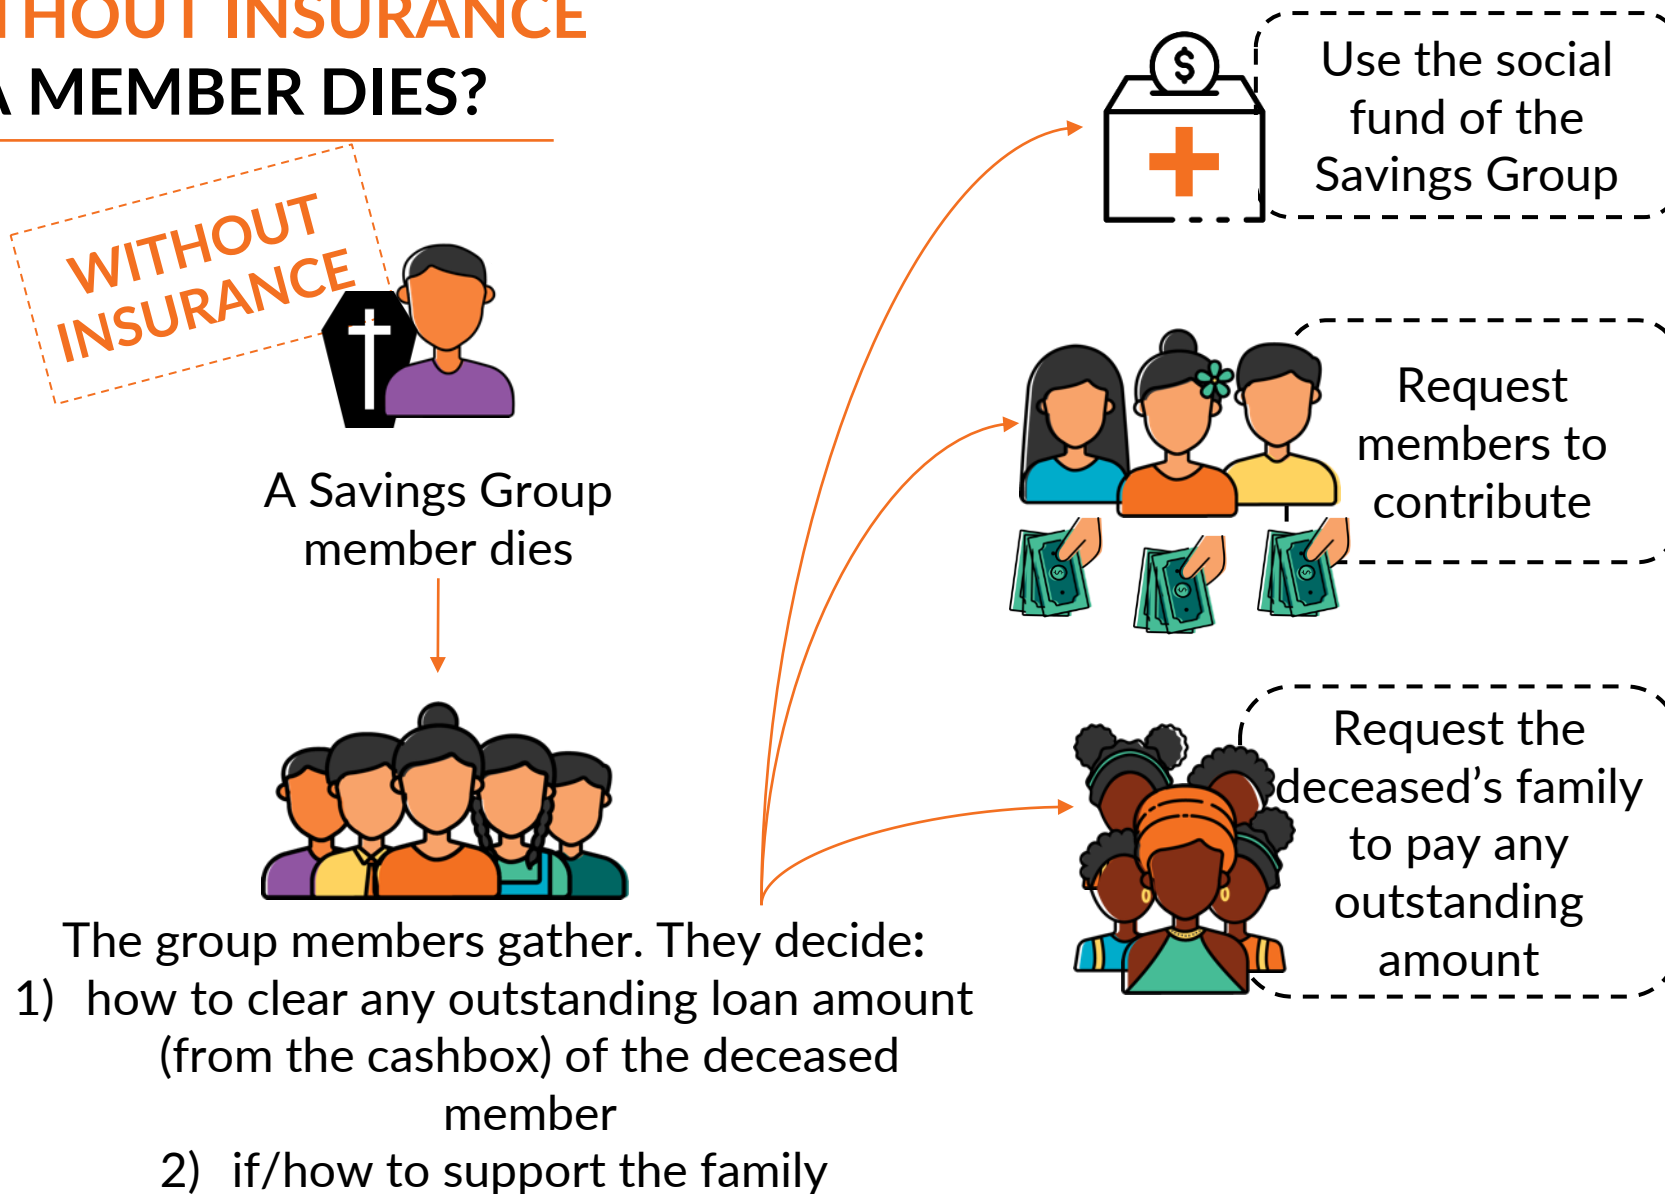 THOUT INSURANCE
A MEMBER DIES?
WITHOUT
INSURANCE
A Savings Group
member dies
The group members gather. They decide:
1) how to clear any outstanding loan amount
(from the cashbox) of the deceased
member
2) if/how to support the family
$
Use the social
fund of the
Savings Group
Request
members to
contribute
Request the
deceased’s family
to pay any
outstanding
amount